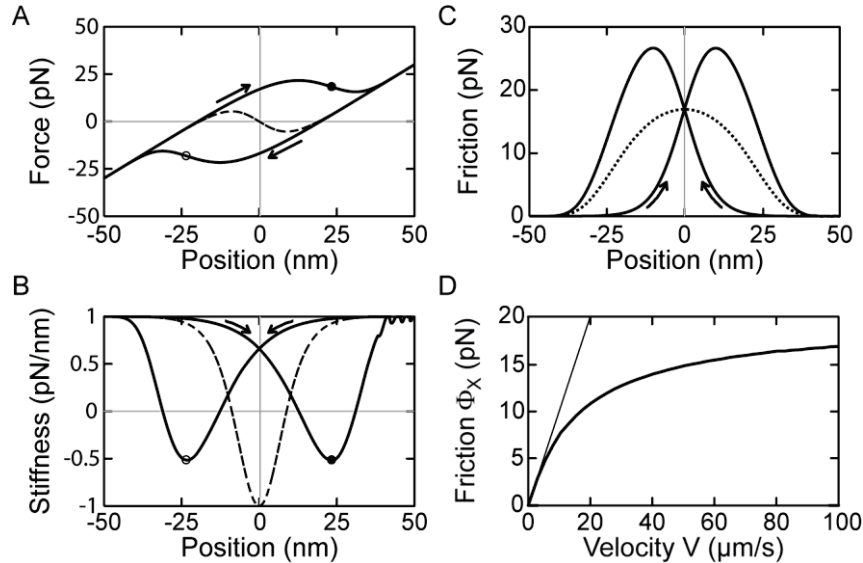 A
Force (pN)
50
25
0
-25
-50
-50 -25 0 25 50
Position (nm)
B
Stiffness (pN/nm)
1
0.5
0
-0.5
-1
-50 -25 0 25 50
Position (nm)
C
Friction (pN)
30
20
10
0
-50 -25 0 25 50
Position (nm)
D
Friction ΦX (pN)
20
15
10
5
0
0 20 40 60 80 100
Velocity V (µm/s)